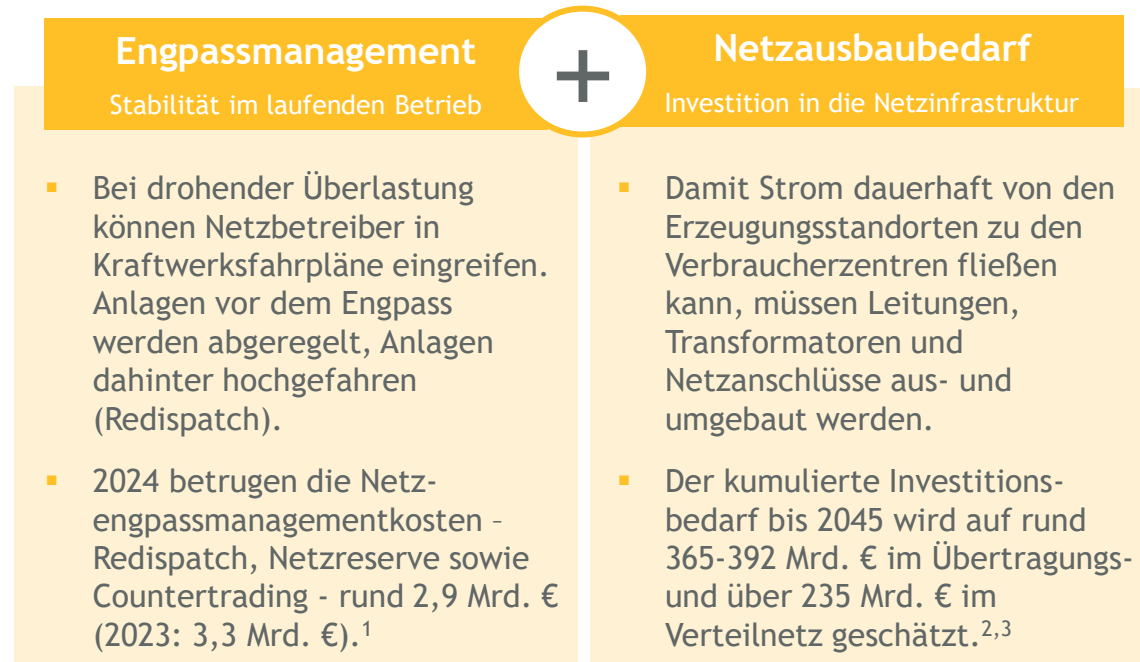 Engpassmanagement
Stabilität im laufenden Betrieb
+
Netzausbaubedarf
Investition in die Netzinfrastruktur
▪ Bei drohender Überlastung
können Netzbetreiber in
Kraftwerksfahrpläne eingreifen.
Anlagen vor dem Engpass
werden abgeregelt, Anlagen
dahinter hochgefahren
(Redispatch).
▪ 2024 betrugen die Netz-
engpassmanagementkosten –
Redispatch, Netzreserve sowie
Countertrading - rund 2,9 Mrd. €
(2023: 3,3 Mrd. €).¹
▪ Damit Strom dauerhaft von den
Erzeugungsstandorten zu den
Verbraucherzentren fließen
kann, müssen Leitungen,
Transformatoren und
Netzanschlüsse aus- und
umgebaut werden.
▪ Der kumulierte Investitions-
bedarf bis 2045 wird auf rund
365-392 Mrd. € im Übertragungs-
und über 235 Mrd. € im
Verteilnetz geschätzt.²,³